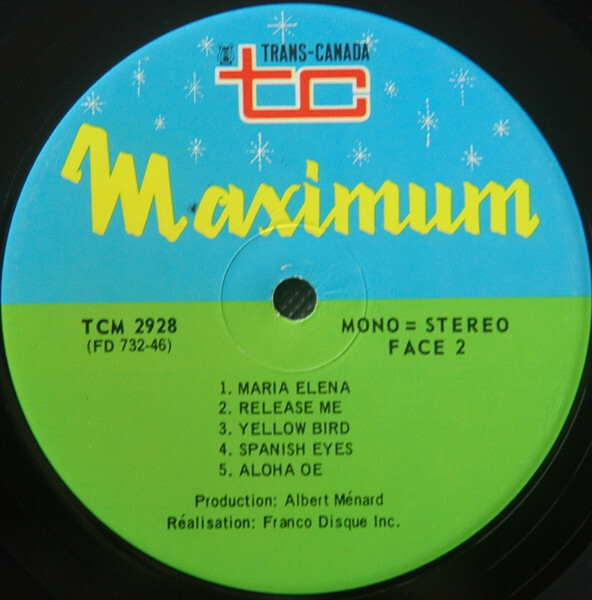 TRANS-CANADA
tc
Maximum
TCM 2928
(FD 732-46)
MONO = STEREO
FACE 2
1. MARIA ELENA
2. RELEASE ME
3. YELLOW BIRD
4. SPANISH EYES
5. ALOHA OE
Production: Albert Ménard
Réalisation: Franco Disque Inc.